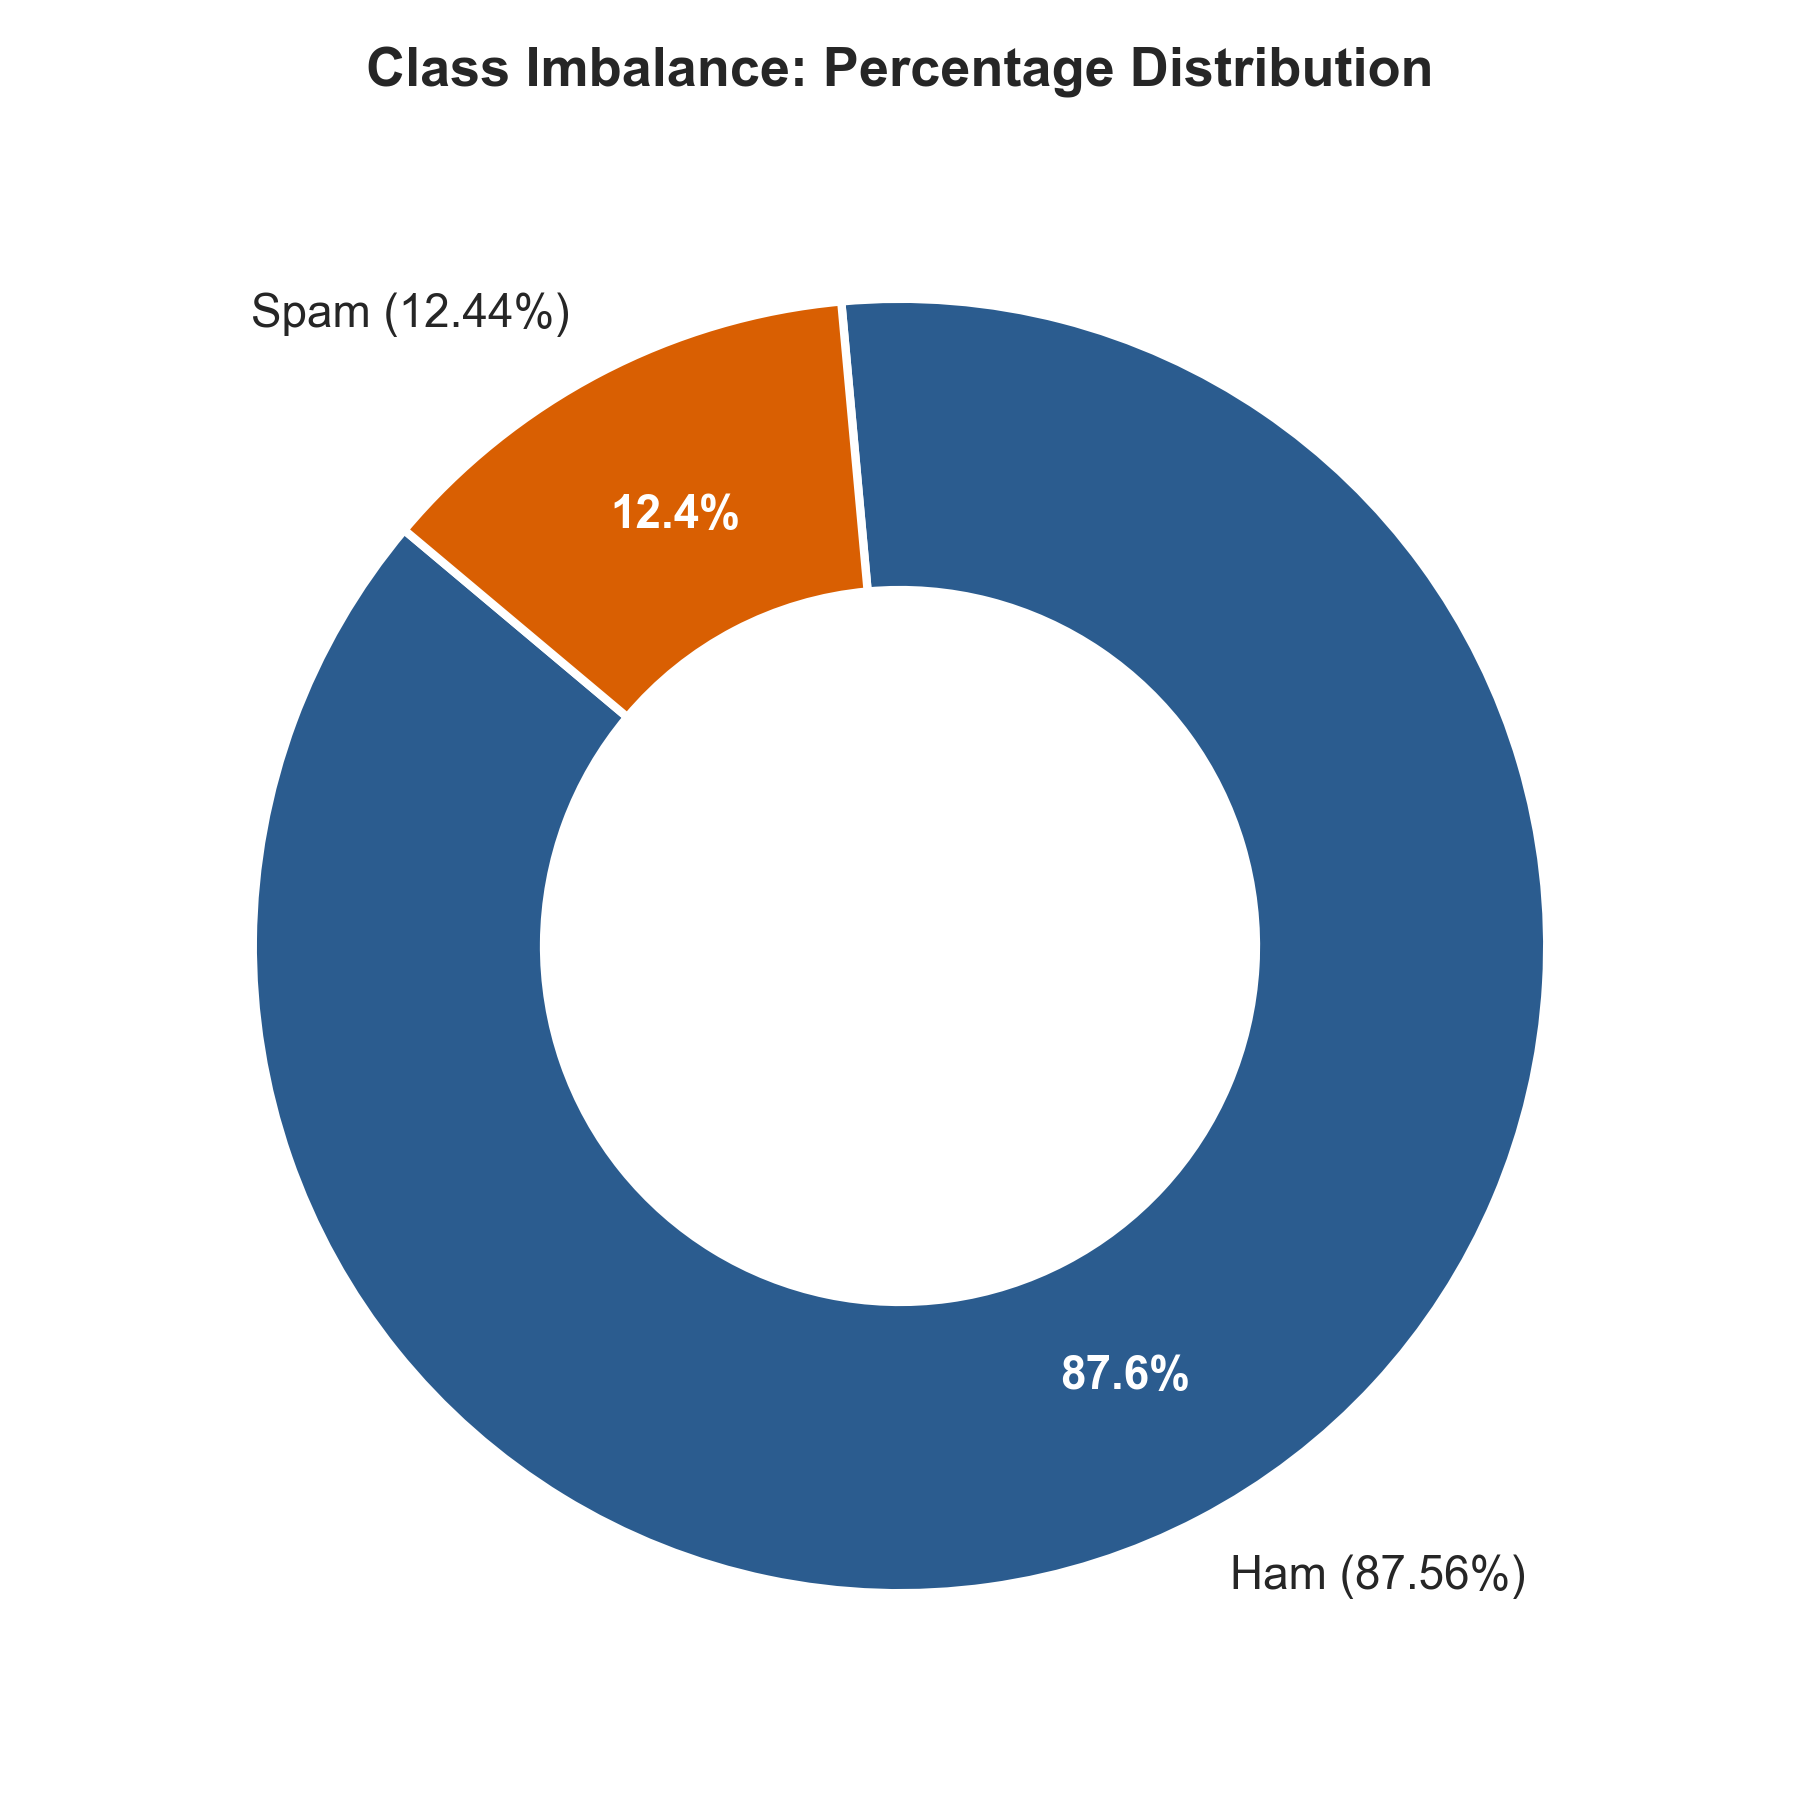 Class Imbalance: Percentage Distribution
Spam (12.44%)
12.4%
87.6%
Ham (87.56%)